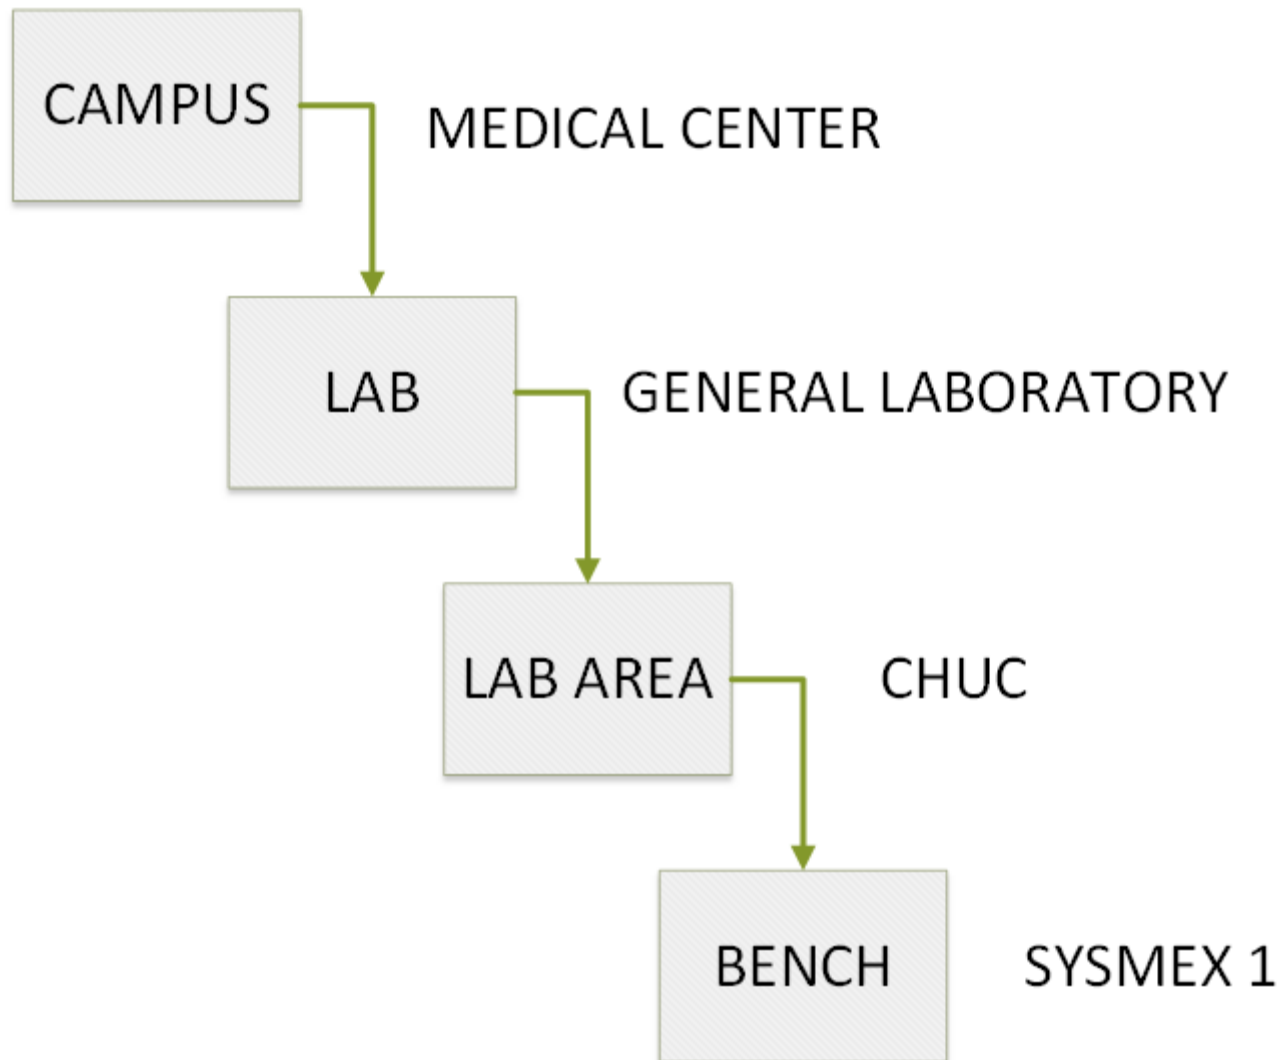 CAMPUS
MEDICAL CENTER
LAB
GENERAL LABORATORY
LAB AREA
CHUC
BENCH
SYSMEX 1